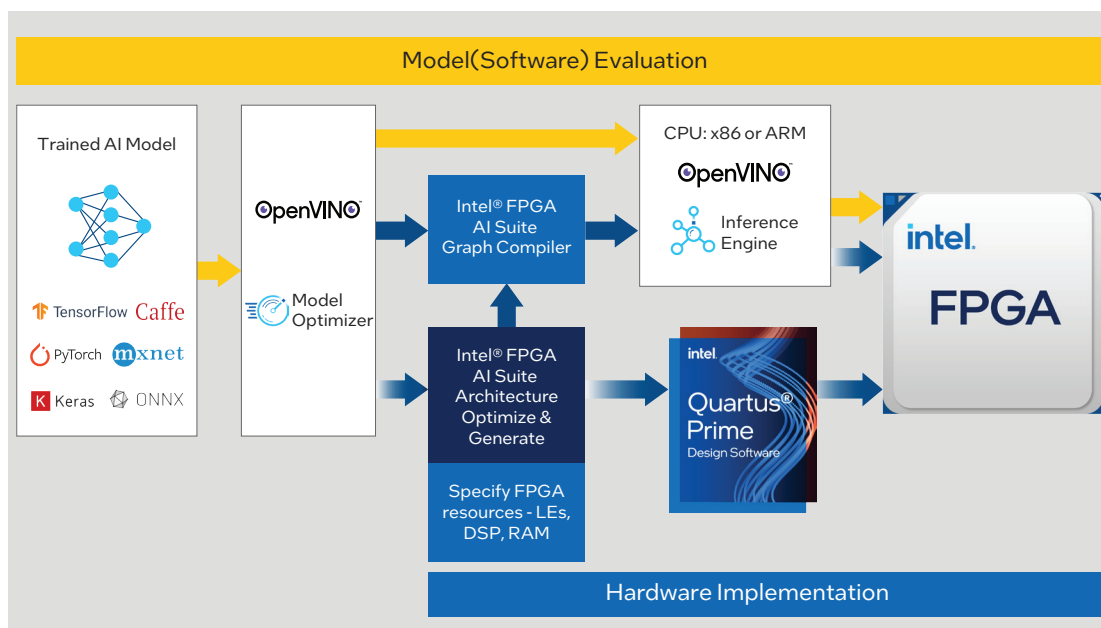 Model(Software) Evaluation
Trained AI Model
TensorFlow
Caffe
PyTorch
mxnet
K Keras
ONNX
OpenVINO™
Model
Optimizer
Intel® FPGA
AI Suite
Graph Compiler
Intel® FPGA
AI Suite
Architecture
Optimize &
Generate
Specify FPGA
resources - LEs,
DSP, RAM
CPU: x86 or ARM
OpenVINO™
Inference
Engine
intel.
Quartus®
Prime
Design Software
intel.
FPGA
Hardware Implementation